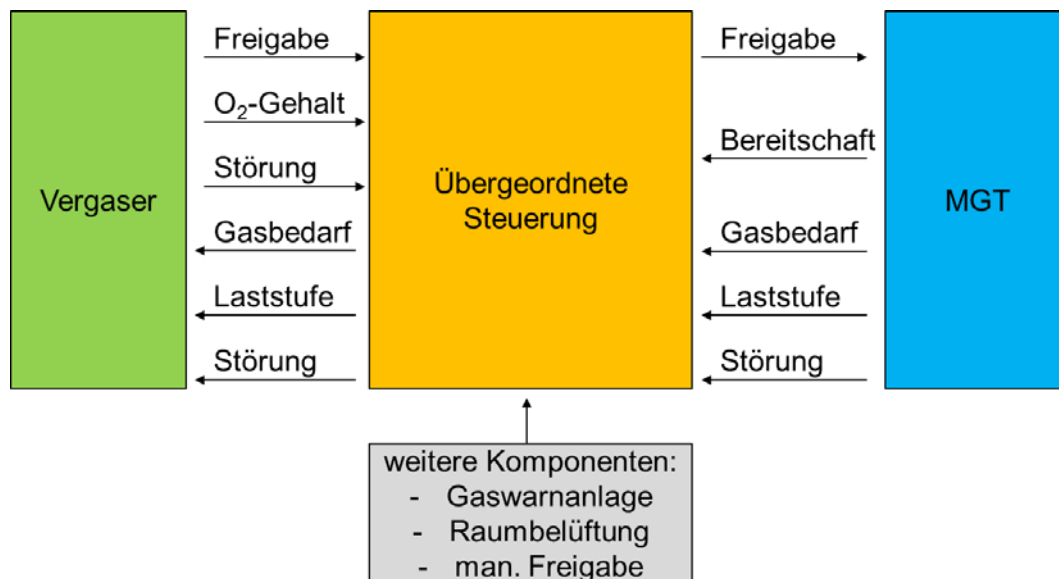 Vergaser
Freigabe
O₂-Gehalt
Störung
Gasbedarf
Laststufe
Störung
Übergeordnete
Steuerung
Freigabe
Bereitschaft
Gasbedarf
Laststufe
Störung
MGT
weitere Komponenten:
- Gaswarnanlage
- Raumbelüftung
- man. Freigabe